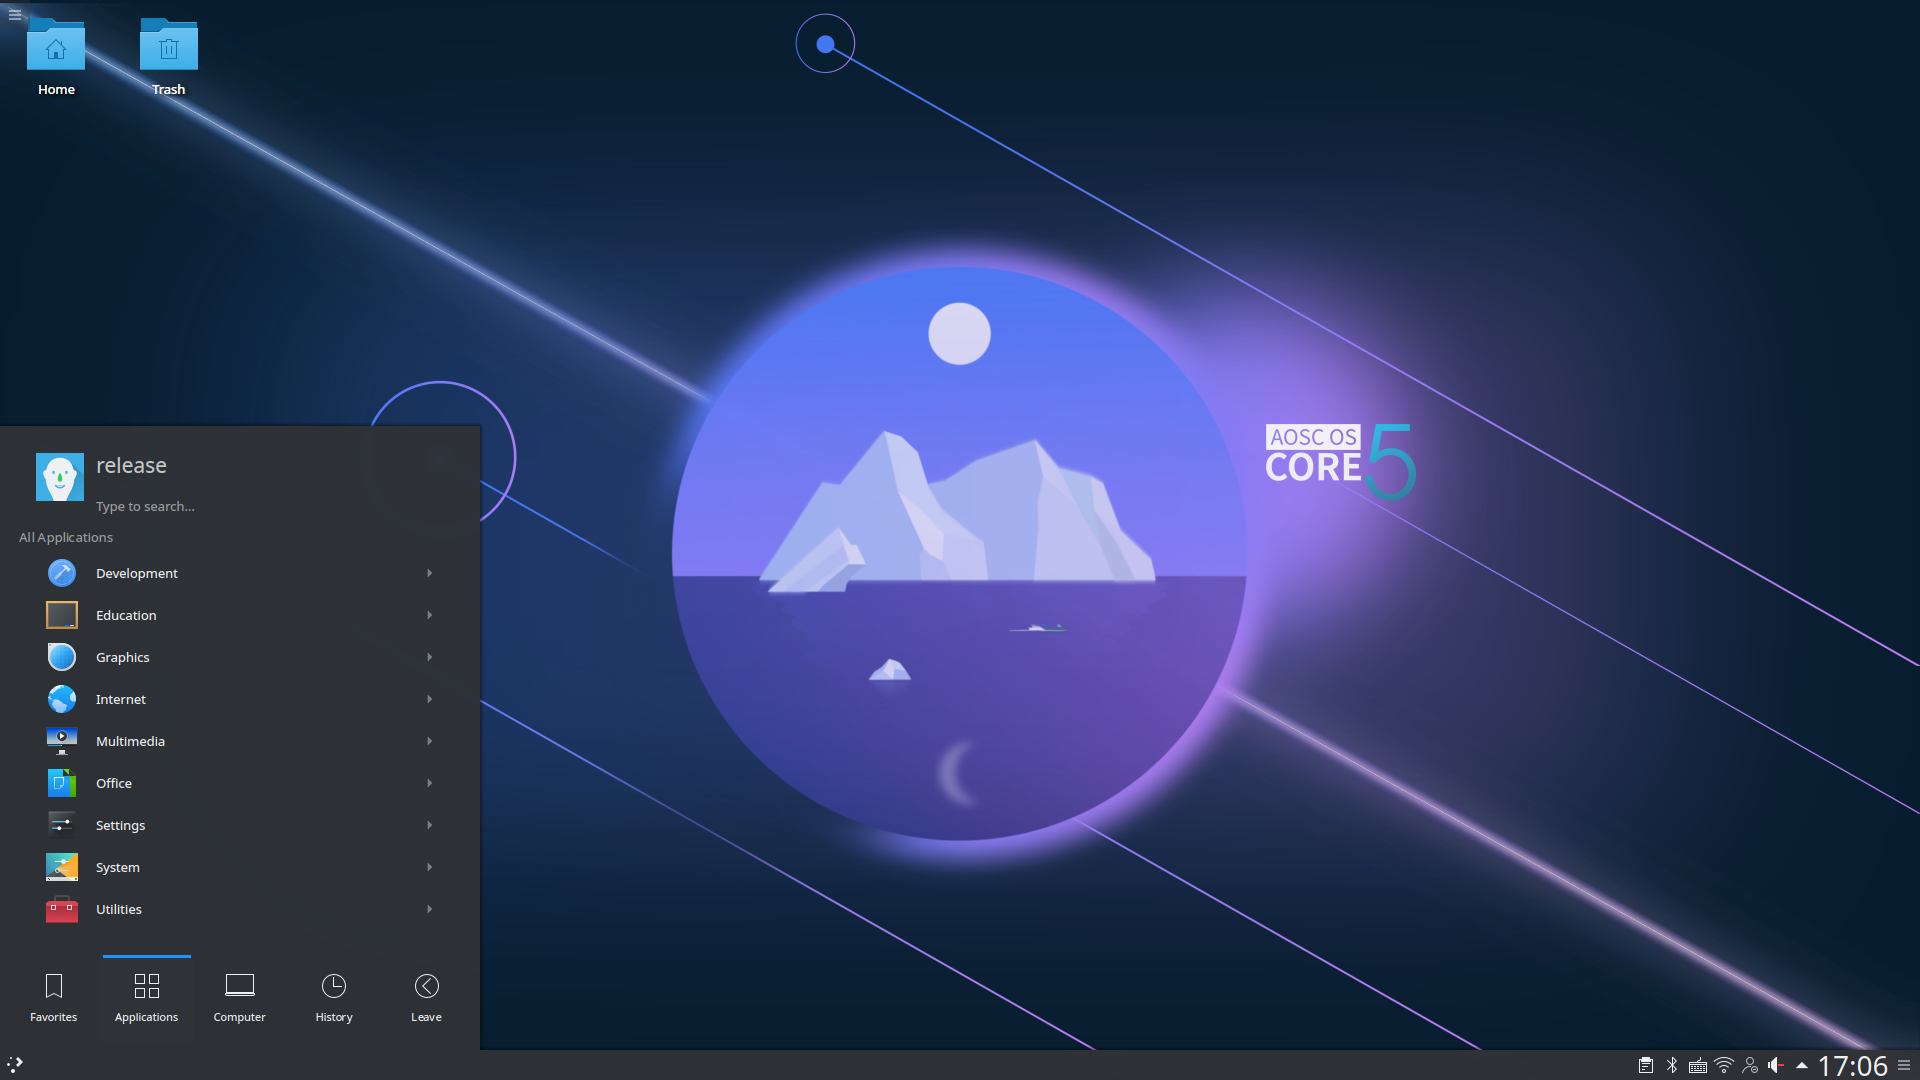 Home
Trash
AOSC OS
CORE 5
release
Type to search...
All Applications
Development
Education
Graphics
Internet
Multimedia
Office
Settings
System
Utilities
Favorites
Applications
Computer
History
Leave
17:06